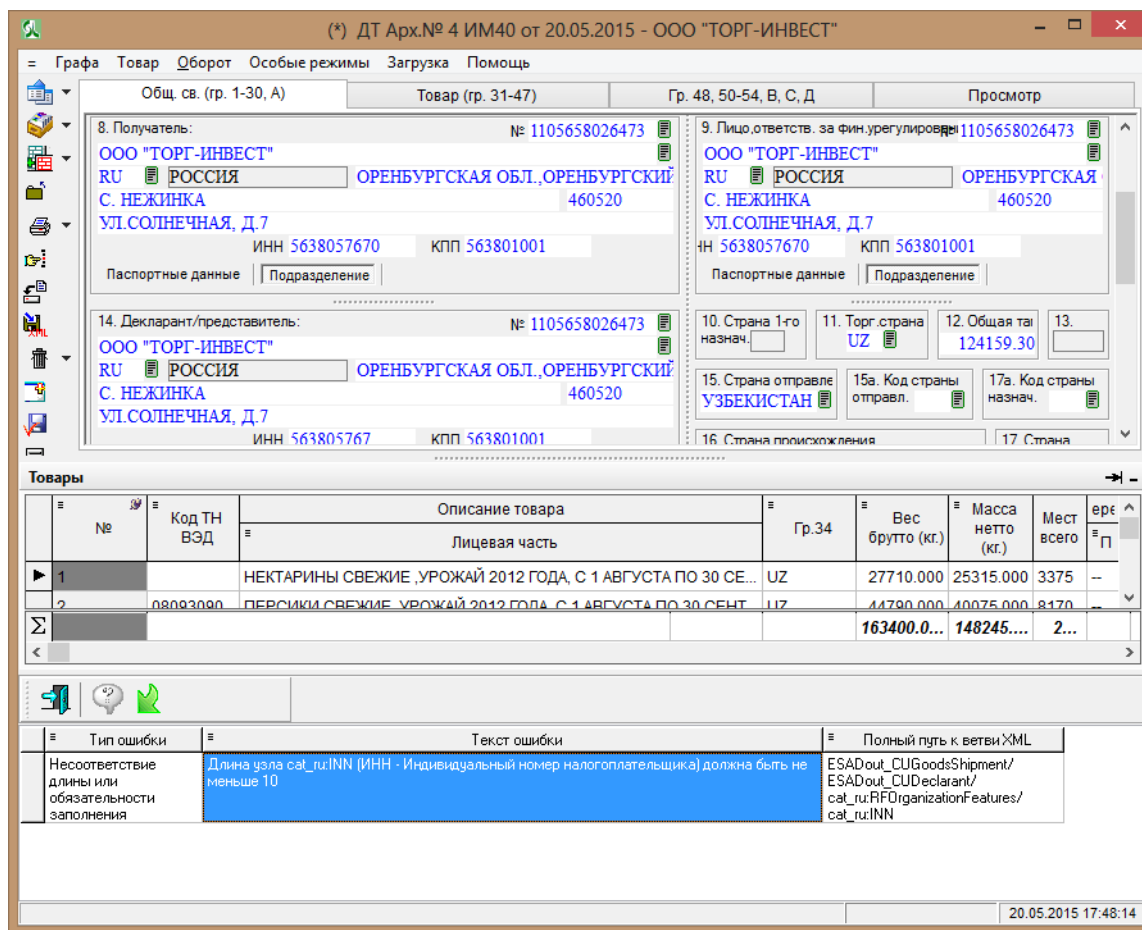 (*) ДТ Арх.№ 4 ИМ40 от 20.05.2015 - ООО "ТОРГ-ИНВЕСТ"
= Графа Товар Оборот Особые режимы Загрузка Помощь
Общ. св. (гр. 1-30, А) Товар (гр. 31-47) Гр. 48, 50-54, В, С, Д Просмотр
8. Получатель: № 1105658026473
ООО "ТОРГ-ИНВЕСТ"
RU РОССИЯ ОРЕНБУРГСКАЯ ОБЛ.,ОРЕНБУРГСКИЙ
С. НЕЖИНКА 460520
УЛ.СОЛНЕЧНАЯ, Д.7
ИНН 5638057670 КПП 563801001
Паспортные данные Подразделение
9. Лицо,ответств. за фин.урегулирован 1105658026473
ООО "ТОРГ-ИНВЕСТ"
RU РОССИЯ ОРЕНБУРГСКАЯ
С. НЕЖИНКА 460520
УЛ.СОЛНЕЧНАЯ, Д.7
НН 5638057670 КПП 563801001
Паспортные данные Подразделение
14. Декларант/представитель: № 1105658026473
ООО "ТОРГ-ИНВЕСТ"
RU РОССИЯ ОРЕНБУРГСКАЯ ОБЛ.,ОРЕНБУРГСКИЙ
С. НЕЖИНКА 460520
УЛ.СОЛНЕЧНАЯ, Д.7
ИНН 563805767 КПП 563801001
10. Страна 1-го назнач. 11. Торг.страна 12. Общая там 13.
UZ 124159.30
15. Страна отправле 15а. Код страны отправл. 17а. Код страны назнач.
УЗБЕКИСТАН
16. Страна происхождения 17. Страна
Товары
№ Код ТН ВЭД Описание товара Гр.34 Вес брутто (кг.) Масса нетто (кг.) Мест всего ере
Лицевая часть П
1 НЕКТАРИНЫ СВЕЖИЕ ,УРОЖАЙ 2012 ГОДА, С 1 АВГУСТА ПО 30 СЕ... UZ 27710.000 25315.000 3375 --
2 08093090 ПЕРСИКИ СВЕЖИЕ, УРОЖАЙ 2012 ГОДА, С 1 АВГУСТА ПО 30 СЕНТ UZ 44790.000 40075.000 8170 --
Σ 163400.0... 148245.... 2...
Тип ошибки Текст ошибки Полный путь к ветви XML
Несоответствие длины или обязательности заполнения
Длина узла cat_ru:INN (ИНН - Индивидуальный номер налогоплательщика) должна быть не
меньше 10
ESADout_CUGoodsShipment/
ESADout_CUDeclarant/
cat_ru:RFOrganizationFeatures/
cat_ru:INN
20.05.2015 17:48:14